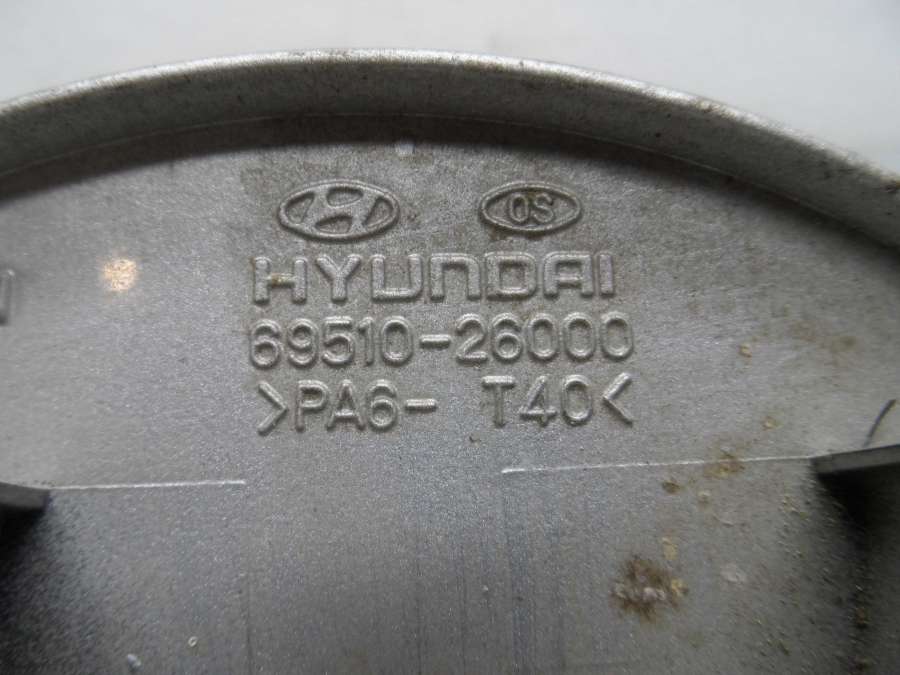 OS
HYUNDAI
69510-26000
>PA6- T40<